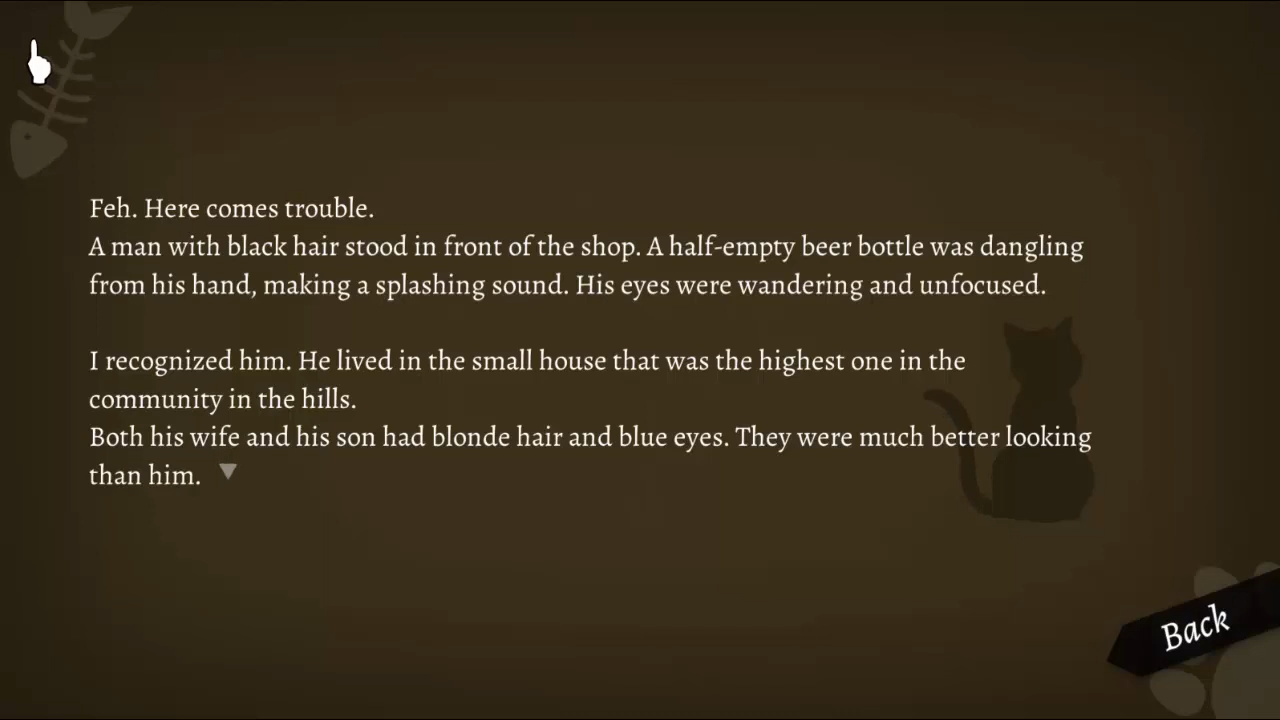 Feh. Here comes trouble.
A man with black hair stood in front of the shop. A half-empty beer bottle was dangling
from his hand, making a splashing sound. His eyes were wandering and unfocused.
I recognized him. He lived in the small house that was the highest one in the
community in the hills.
Both his wife and his son had blonde hair and blue eyes. They were much better looking
than him.
Back